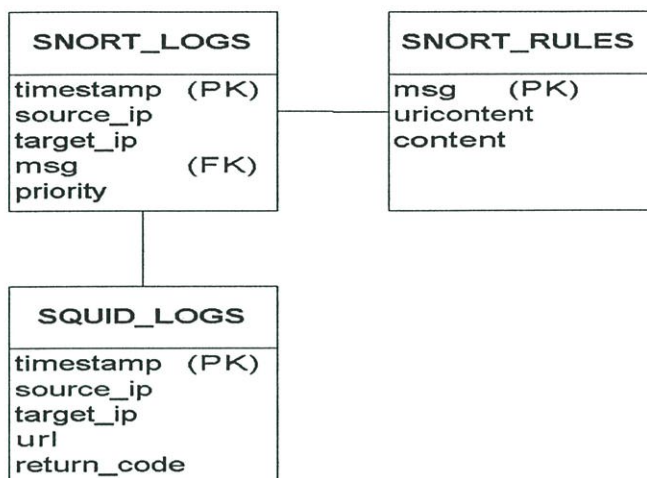 SNORT_LOGS
timestamp (PK)
source_ip
target_ip
msg (FK)
priority
SNORT_RULES
msg (PK)
uricontent
content
SQUID_LOGS
timestamp (PK)
source_ip
target_ip
url
return_code